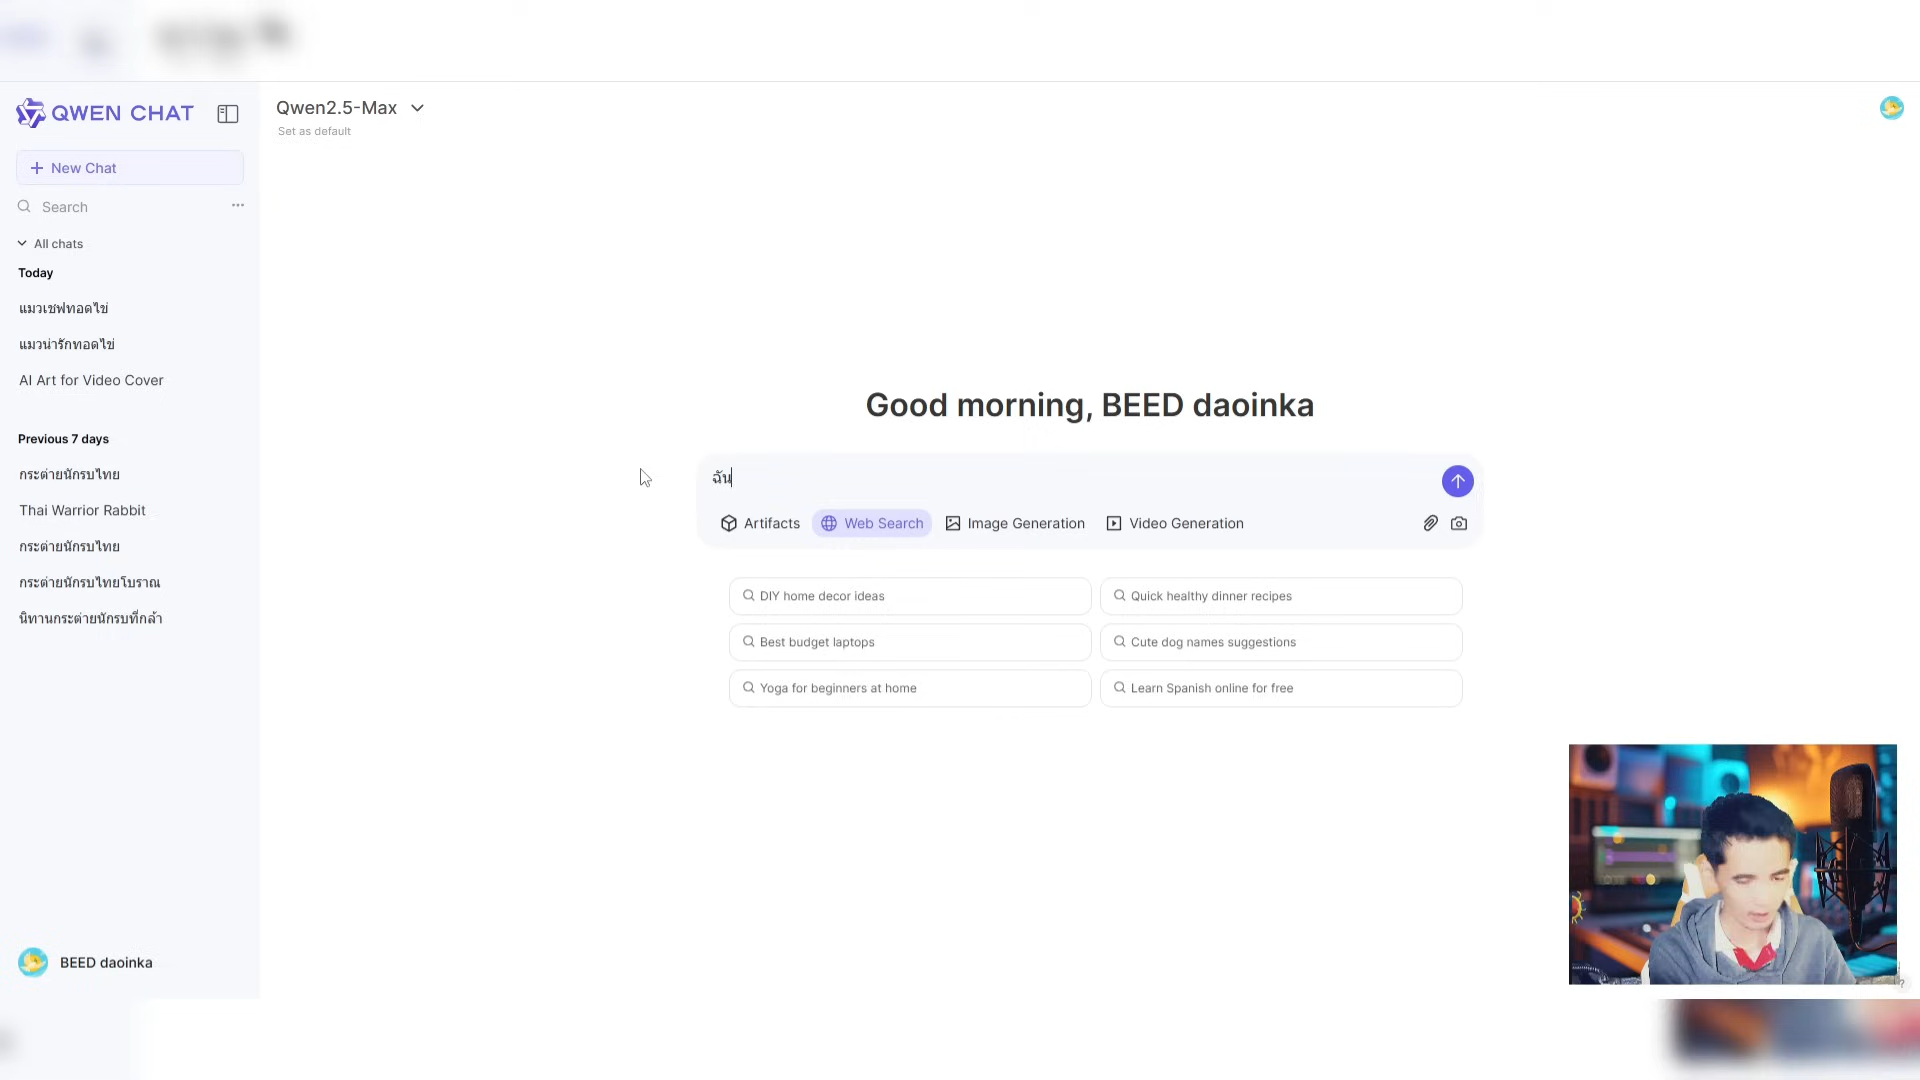 QWEN CHAT
New Chat
Search
All chats
Today
แมวเชฟทอดไข่
แมวน่ารักทอดไข่
AI Art for Video Cover
Previous 7 days
กระต่ายนักรบไทย
Thai Warrior Rabbit
กระต่ายนักรบไทย
กระต่ายนักรบไทยโบราณ
นิทานกระต่ายนักรบที่กล้า
BEED daoinka
Qwen2.5-Max
Set as default
Good morning, BEED daoinka
ฉัน
Artifacts Web Search Image Generation Video Generation
DIY home decor ideas Quick healthy dinner recipes
Best budget laptops Cute dog names suggestions
Yoga for beginners at home Learn Spanish online for free
?